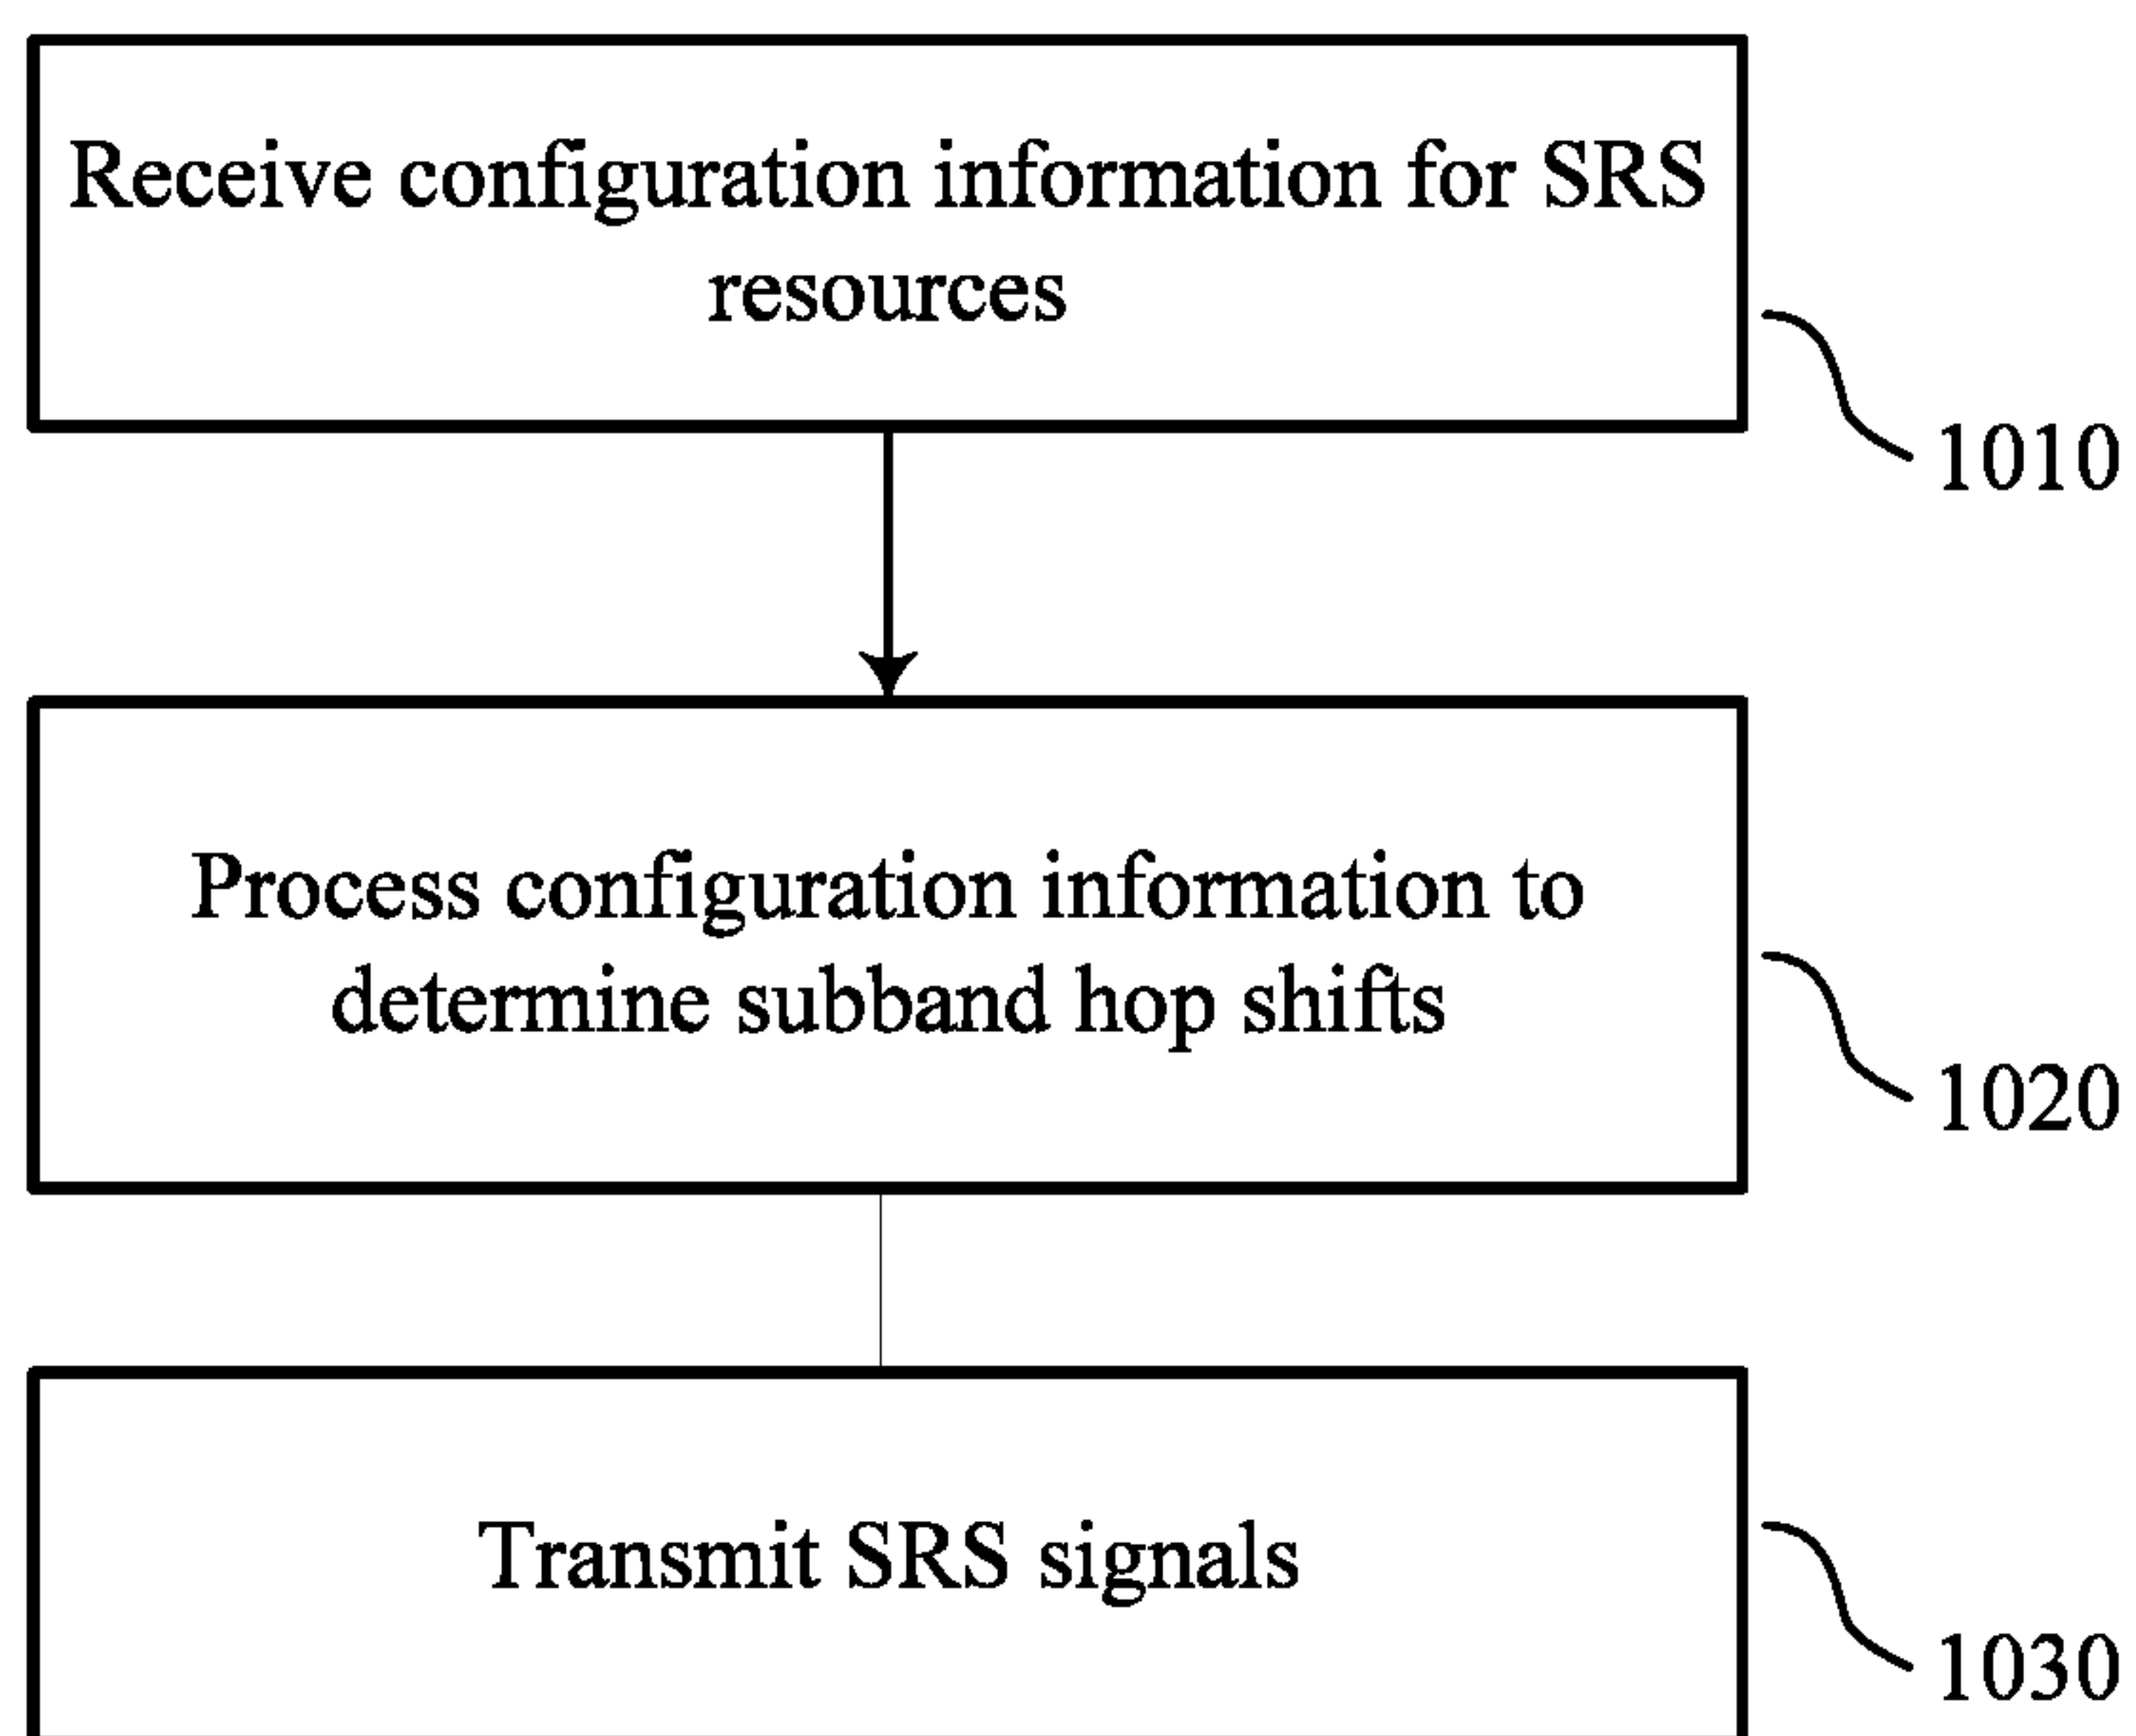 Receive configuration information for SRS
resources
1010
Process configuration information to
determine subband hop shifts
1020
Transmit SRS signals
1030